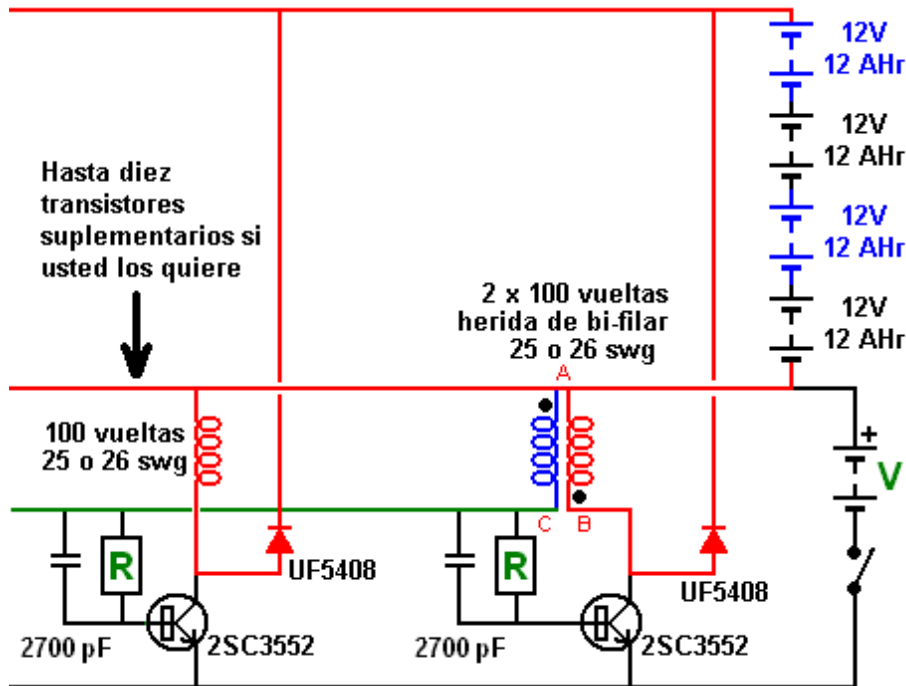 12V
12 AHr
12V
12 AHr
12V
12 AHr
12V
12 AHr
Hasta diez
transistores
suplementarios si
usted los quiere
2 x 100 vueltas
herida de bi-filar
25 o 26 swg
A
100 vueltas
25 o 26 swg
+
V
C
B
R
UF5408
R
UF5408
2700 pF
2SC3552
2700 pF
2SC3552